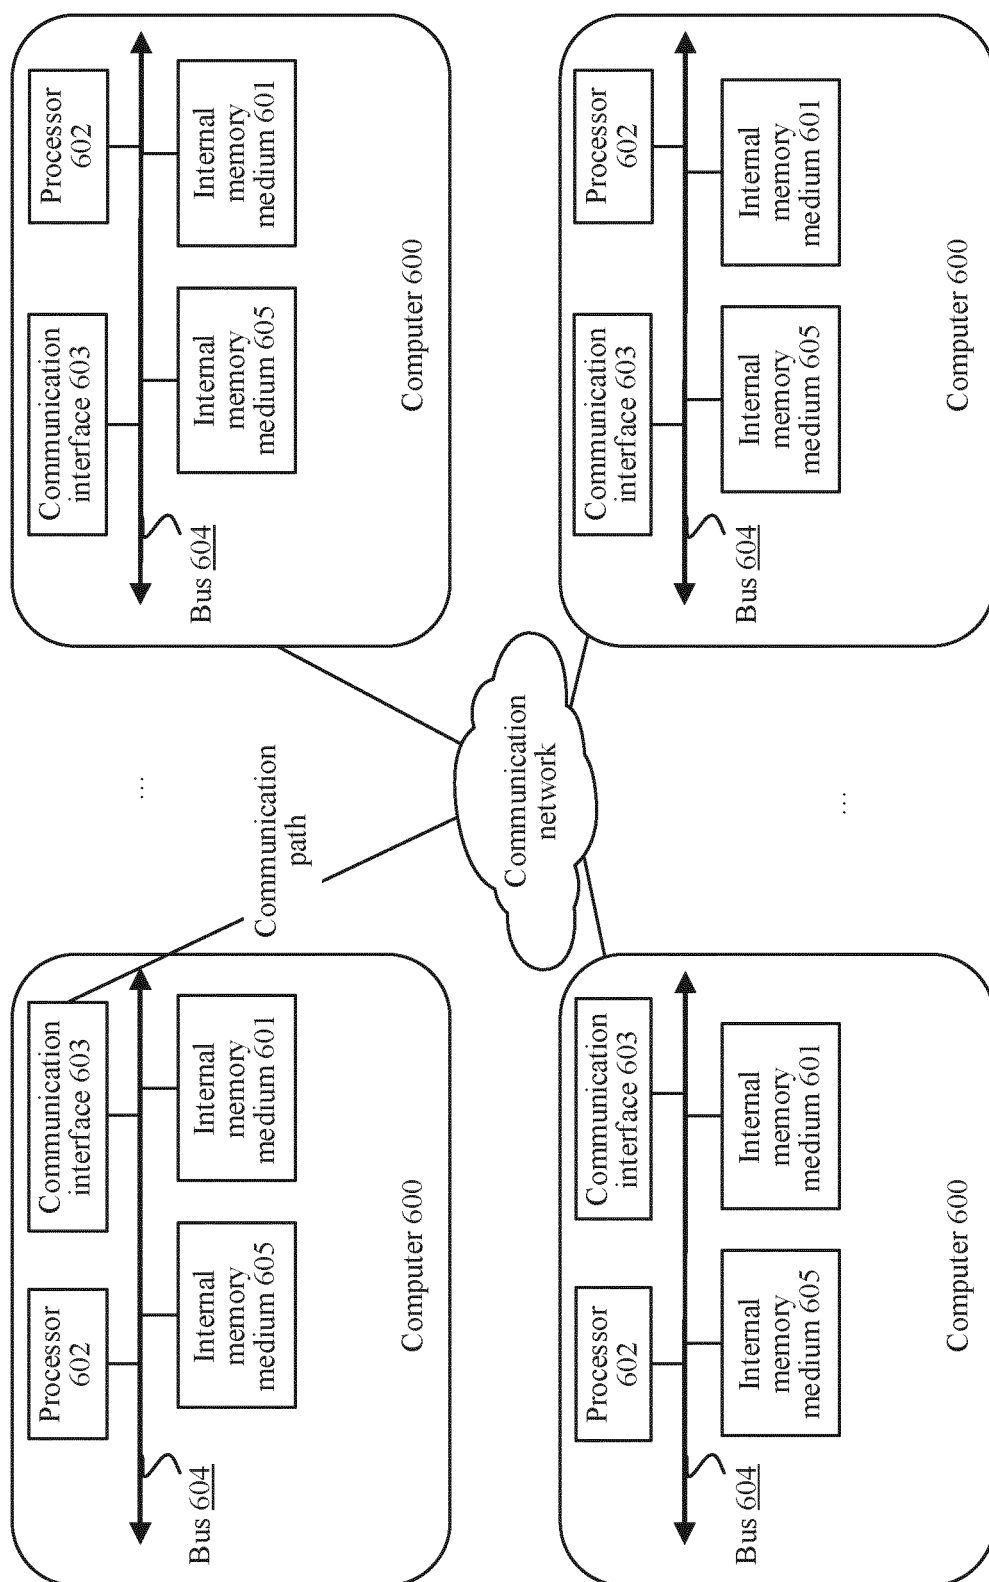 Processor
602
Communication
interface 603
Bus 604
Internal
memory
medium 605
Internal
memory
medium 601
Computer 600
Communication
path
…
Communication
interface 603
Processor
602
Bus 604
Internal
memory
medium 605
Internal
memory
medium 601
Computer 600
Communication
network
Processor
602
Communication
interface 603
Bus 604
Internal
memory
medium 605
Internal
memory
medium 601
Computer 600
…
Communication
interface 603
Processor
602
Bus 604
Internal
memory
medium 605
Internal
memory
medium 601
Computer 600